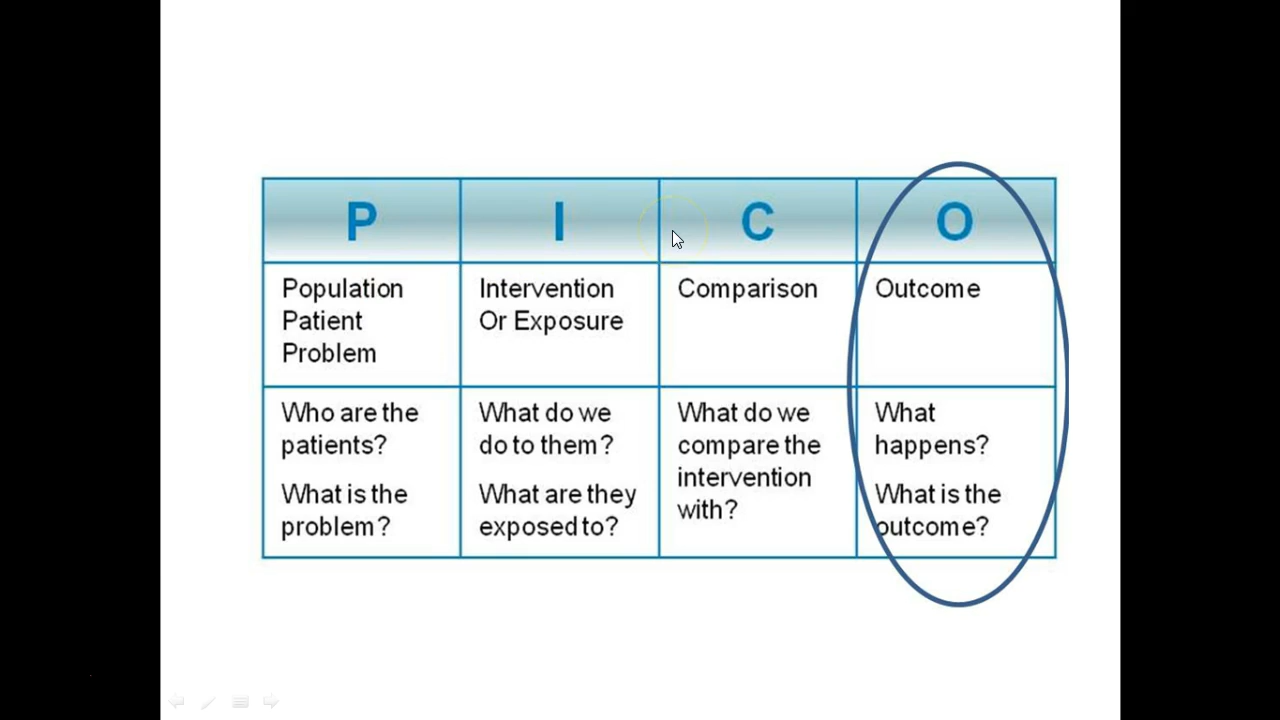 P
I
C
O
Population
Patient
Problem
Intervention
Or Exposure
Comparison
Outcome
Who are the
patients?
What is the
problem?
What do we
do to them?
What are they
exposed to?
What do we
compare the
intervention
with?
What
happens?
What is the
outcome?